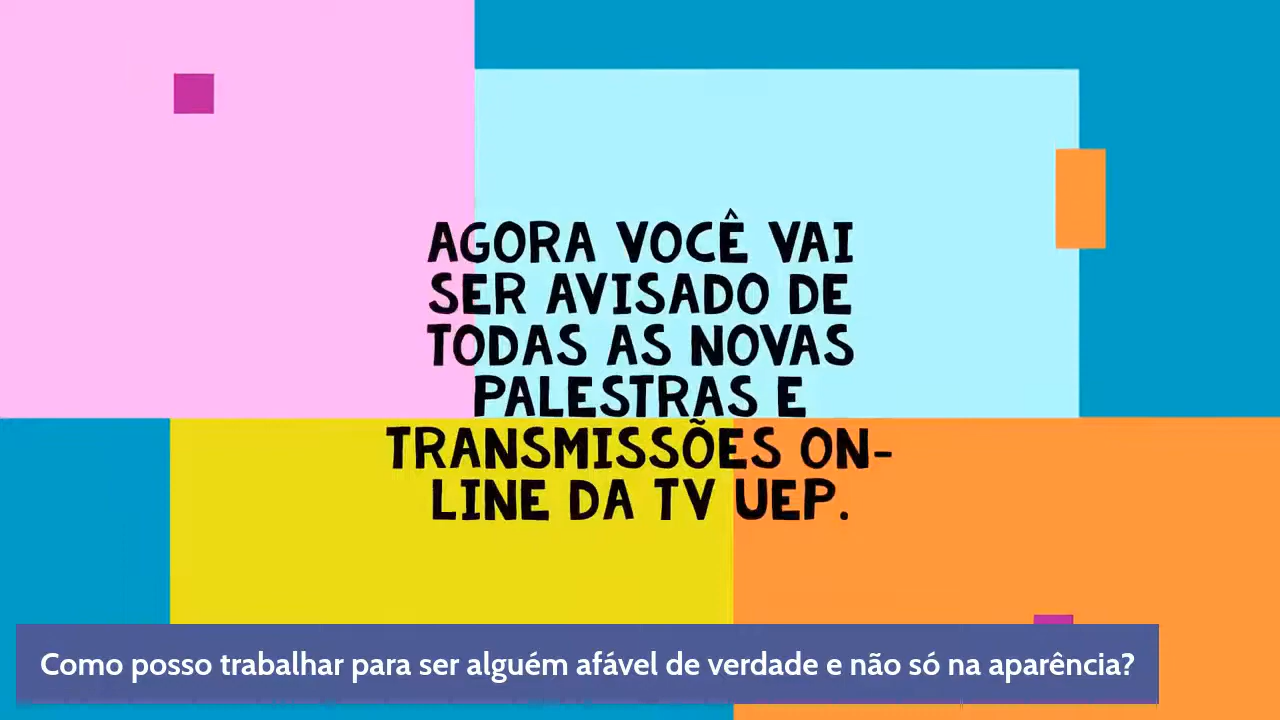 AGORA VOCÊ VAI
SER AVISADO DE
TODAS AS NOVAS
PALESTRAS E
TRANSMISSÕES ON-
LINE DA TV UEP.
Como posso trabalhar para ser alguém afável de verdade e não só na aparência?